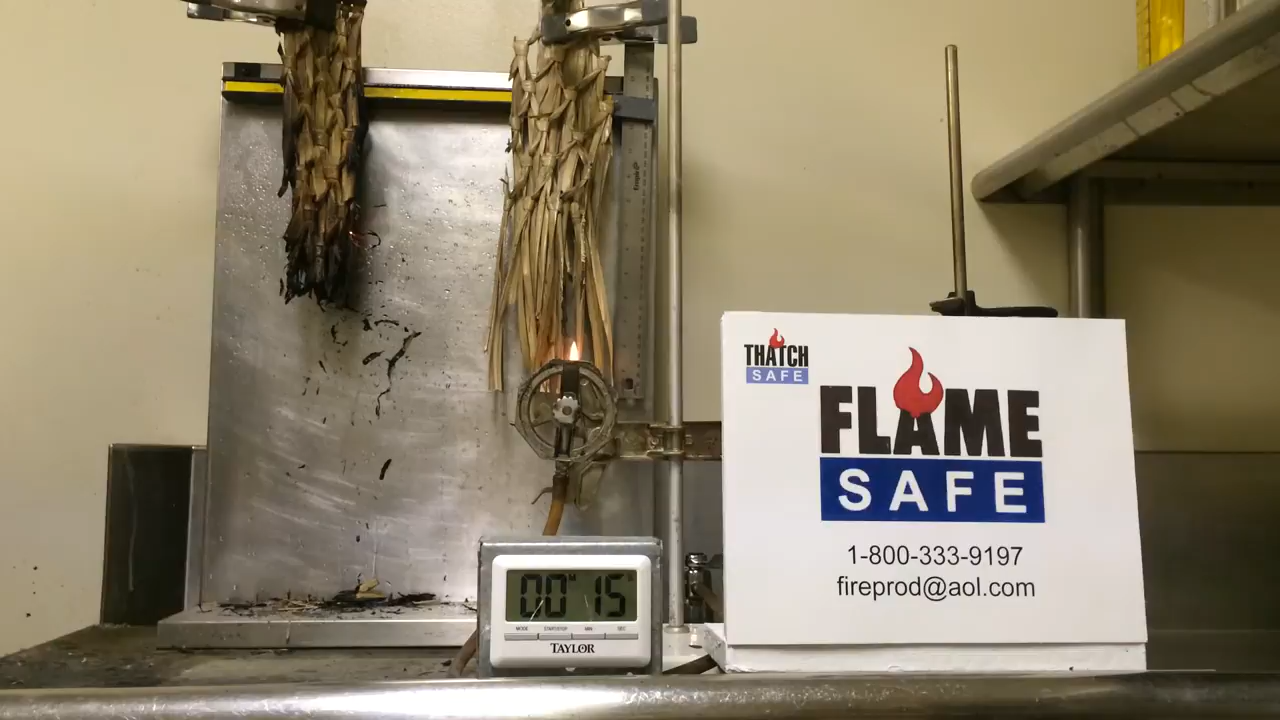 Empire
THATCH
SAFE
FLAME
SAFE
1-800-333-9197
fireprod@aol.com
00 M 15 S
MODE START/STOP MIN SEC
TAYLOR